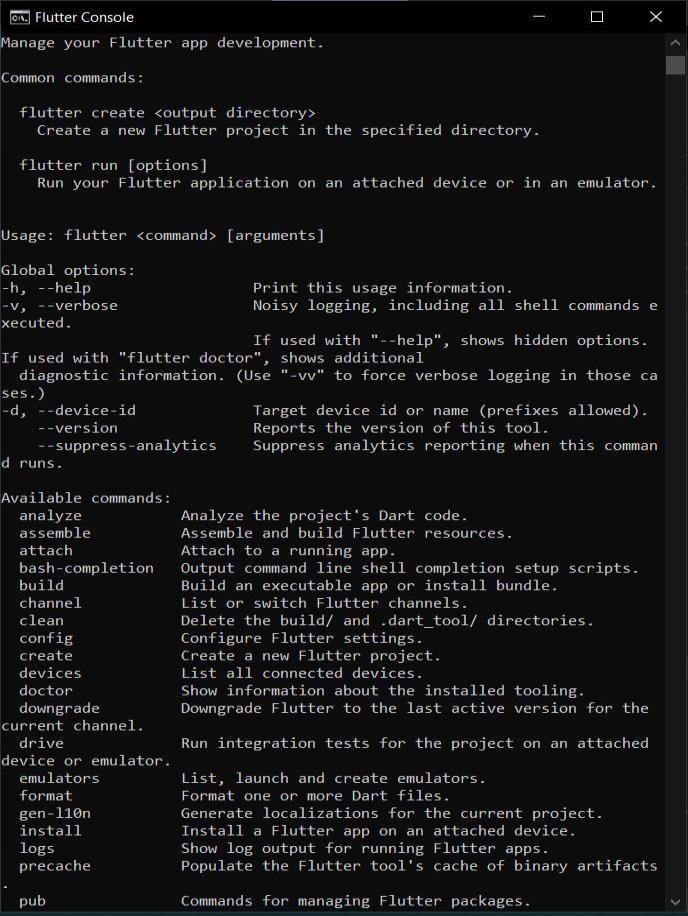 Flutter Console
Manage your Flutter app development.
Common commands:
flutter create <output directory>
Create a new Flutter project in the specified directory.
flutter run [options]
Run your Flutter application on an attached device or in an emulator.
Usage: flutter <command> [arguments]
Global options:
-h, --help                  Print this usage information.
-v, --verbose               Noisy logging, including all shell commands e
xecuted.
If used with "--help", shows hidden options.
If used with "flutter doctor", shows additional
diagnostic information. (Use "-vv" to force verbose logging in those ca
ses.)
-d, --device-id             Target device id or name (prefixes allowed).
--version               Reports the version of this tool.
--suppress-analytics    Suppress analytics reporting when this comman
d runs.
Available commands:
analyze           Analyze the project's Dart code.
assemble          Assemble and build Flutter resources.
attach            Attach to a running app.
bash-completion   Output command line shell completion setup scripts.
build             Build an executable app or install bundle.
channel           List or switch Flutter channels.
clean             Delete the build/ and .dart_tool/ directories.
config            Configure Flutter settings.
create            Create a new Flutter project.
devices           List all connected devices.
doctor            Show information about the installed tooling.
downgrade         Downgrade Flutter to the last active version for the
current channel.
drive             Run integration tests for the project on an attached
device or emulator.
emulators         List, launch and create emulators.
format            Format one or more Dart files.
gen-l10n          Generate localizations for the current project.
install           Install a Flutter app on an attached device.
logs              Show log output for running Flutter apps.
precache          Populate the Flutter tool's cache of binary artifacts
.
pub               Commands for managing Flutter packages.